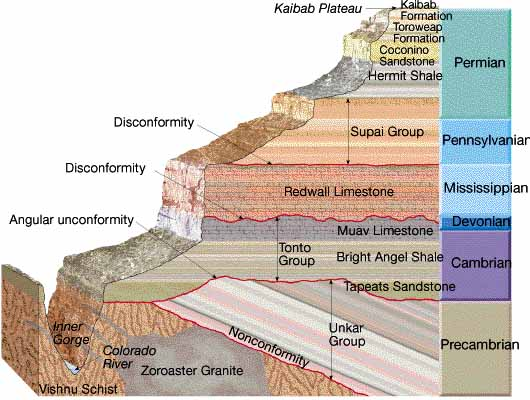 Kaibab Plateau
Kaibab
Formation
Toroweap
Formation
Coconino
Sandstone
Hermit Shale
Permian
Disconformity
Supai Group
Pennsylvanian
Disconformity
Redwall Limestone
Mississippian
Angular unconformity
Devonian
Muav Limestone
Tonto
Group
Bright Angel Shale
Cambrian
Tapeats Sandstone
Unkar
Group
Nonconformity
Precambrian
Inner
Gorge
Colorado
River
Zoroaster Granite
Vishnu Schist